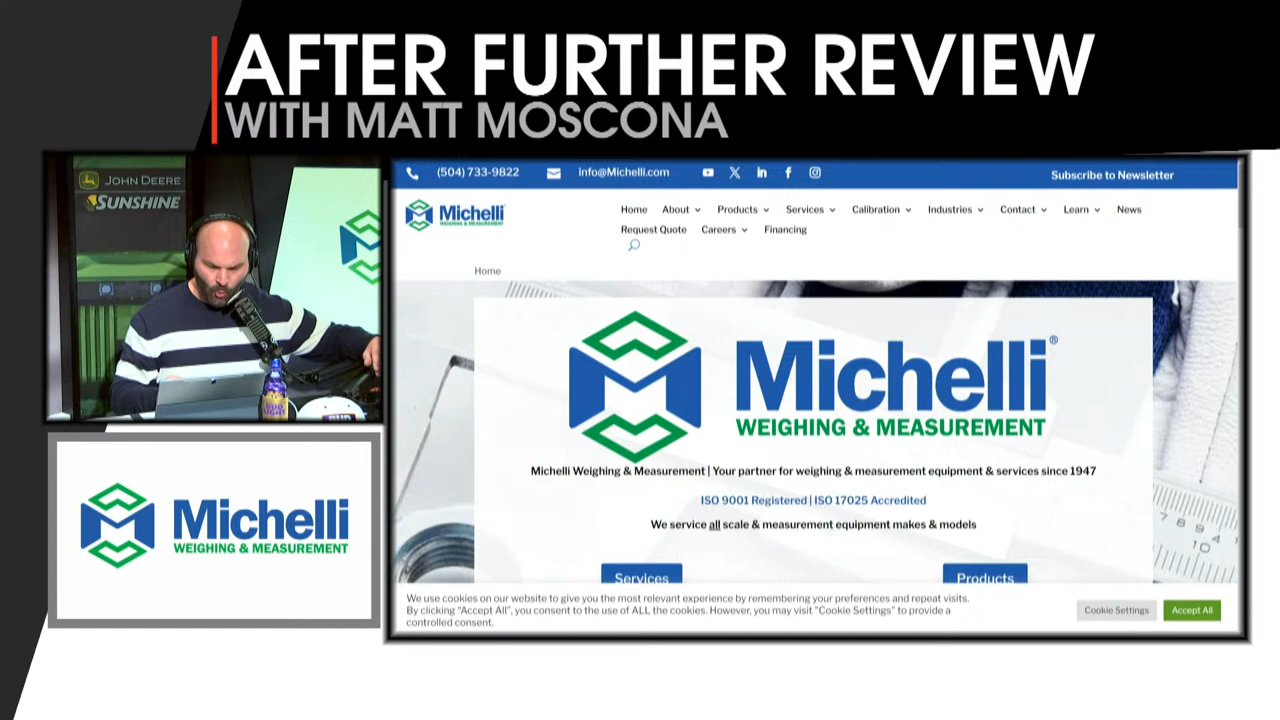 AFTER FURTHER REVIEW
WITH MATT MOSCONA
JOHN DEERE
SUNSHINE
(504) 733-9822
info@Michelli.com
Subscribe to Newsletter
Michelli
WEIGHING & MEASUREMENT
Home About Products Services Calibration Industries Contact Learn News
Request Quote Careers Financing
Home
Michelli®
WEIGHING & MEASUREMENT
Michelli Weighing & Measurement | Your partner for weighing & measurement equipment & services since 1947
ISO 9001 Registered | ISO 17025 Accredited
We service all scale & measurement equipment makes & models
Services Products
7 8 9
10
We use cookies on our website to give you the most relevant experience by remembering your preferences and repeat visits.
By clicking "Accept All", you consent to the use of ALL the cookies. However, you may visit "Cookie Settings" to provide a
controlled consent.
Cookie Settings Accept All
Michelli
WEIGHING & MEASUREMENT